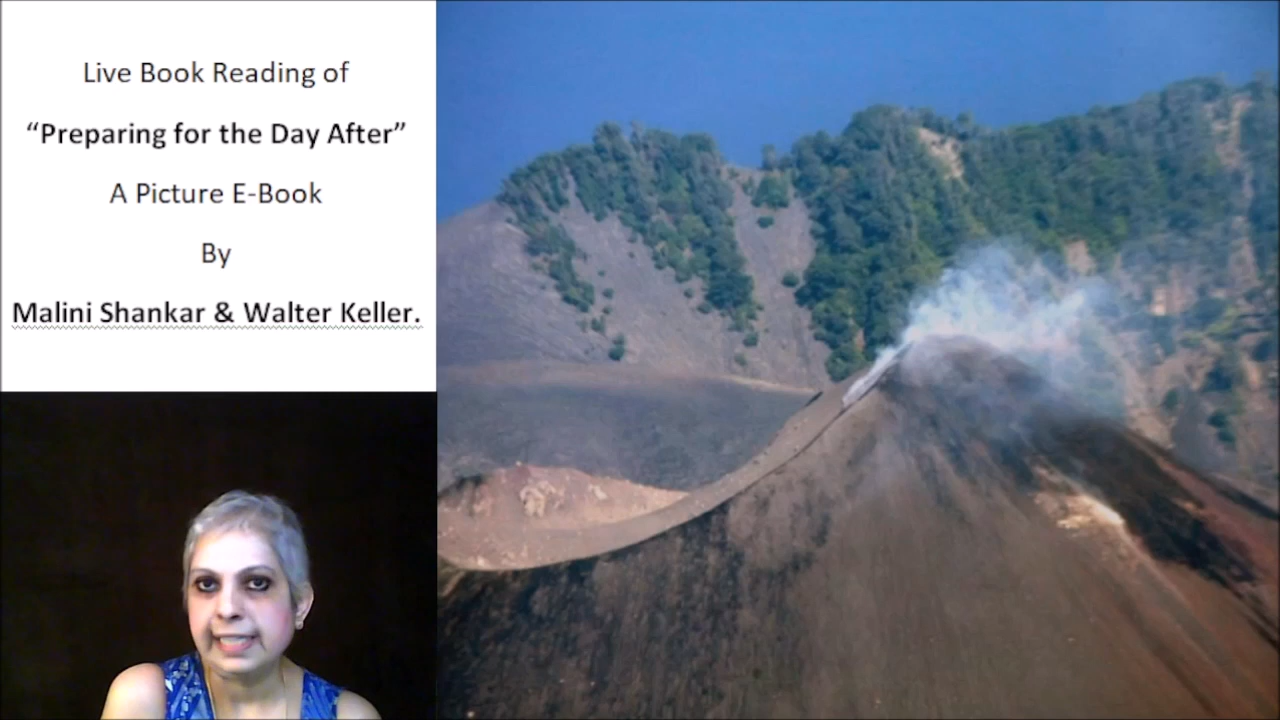 Live Book Reading of
“Preparing for the Day After”
A Picture E-Book
By
Malini Shankar & Walter Keller.